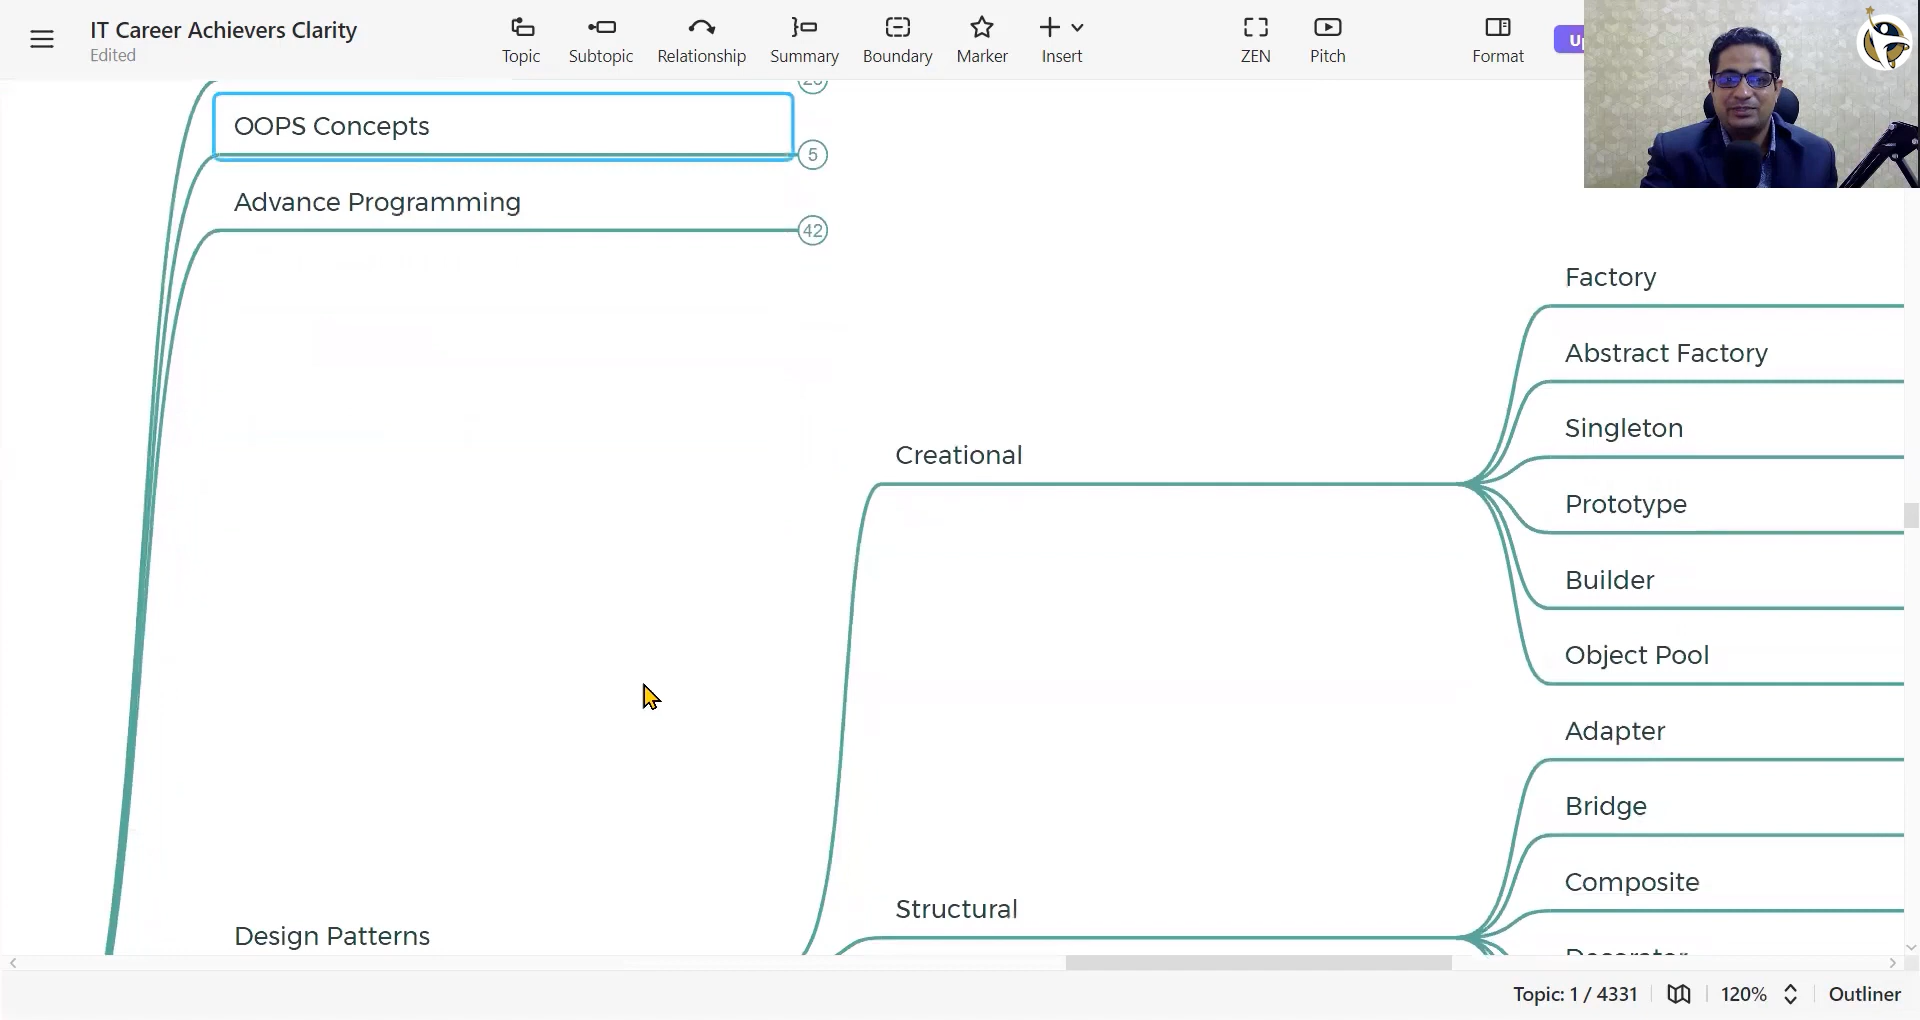 IT Career Achievers Clarity
Edited
Topic
Subtopic
Relationship
Summary
Boundary
Marker
Insert
ZEN
Pitch
Format
OOPS Concepts
5
Advance Programming
42
Factory
Abstract Factory
Creational
Singleton
Prototype
Builder
Object Pool
Adapter
Bridge
Composite
Structural
Design Patterns
Topic: 1 / 4331
120%
Outliner